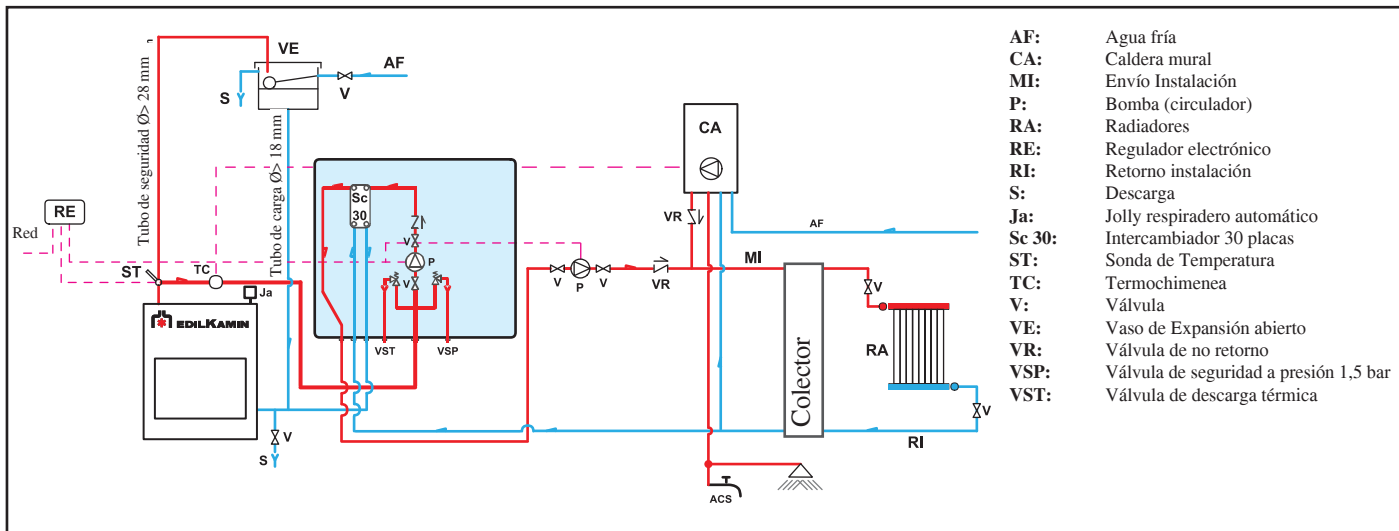 Tubo de seguridad Ø> 28 mm
VE
AF
S
V
Tubo de carga Ø> 18 mm
RE
Red
ST
TC
Ja
EDILKAMIN
V
S
Sc
30
V
P
V
VST
VSP
CA
VR
AF
V
P
V
VR
MI
Colector
V
RA
V
RI
ACS
AF: Agua fría
CA: Caldera mural
MI: Envío Instalación
P: Bomba (circulador)
RA: Radiadores
RE: Regulador electrónico
RI: Retorno instalación
S: Descarga
Ja: Jolly respiradero automático
Sc 30: Intercambiador 30 placas
ST: Sonda de Temperatura
TC: Termochimenea
V: Válvula
VE: Vaso de Expansión abierto
VR: Válvula de no retorno
VSP: Válvula de seguridad a presión 1,5 bar
VST: Válvula de descarga térmica